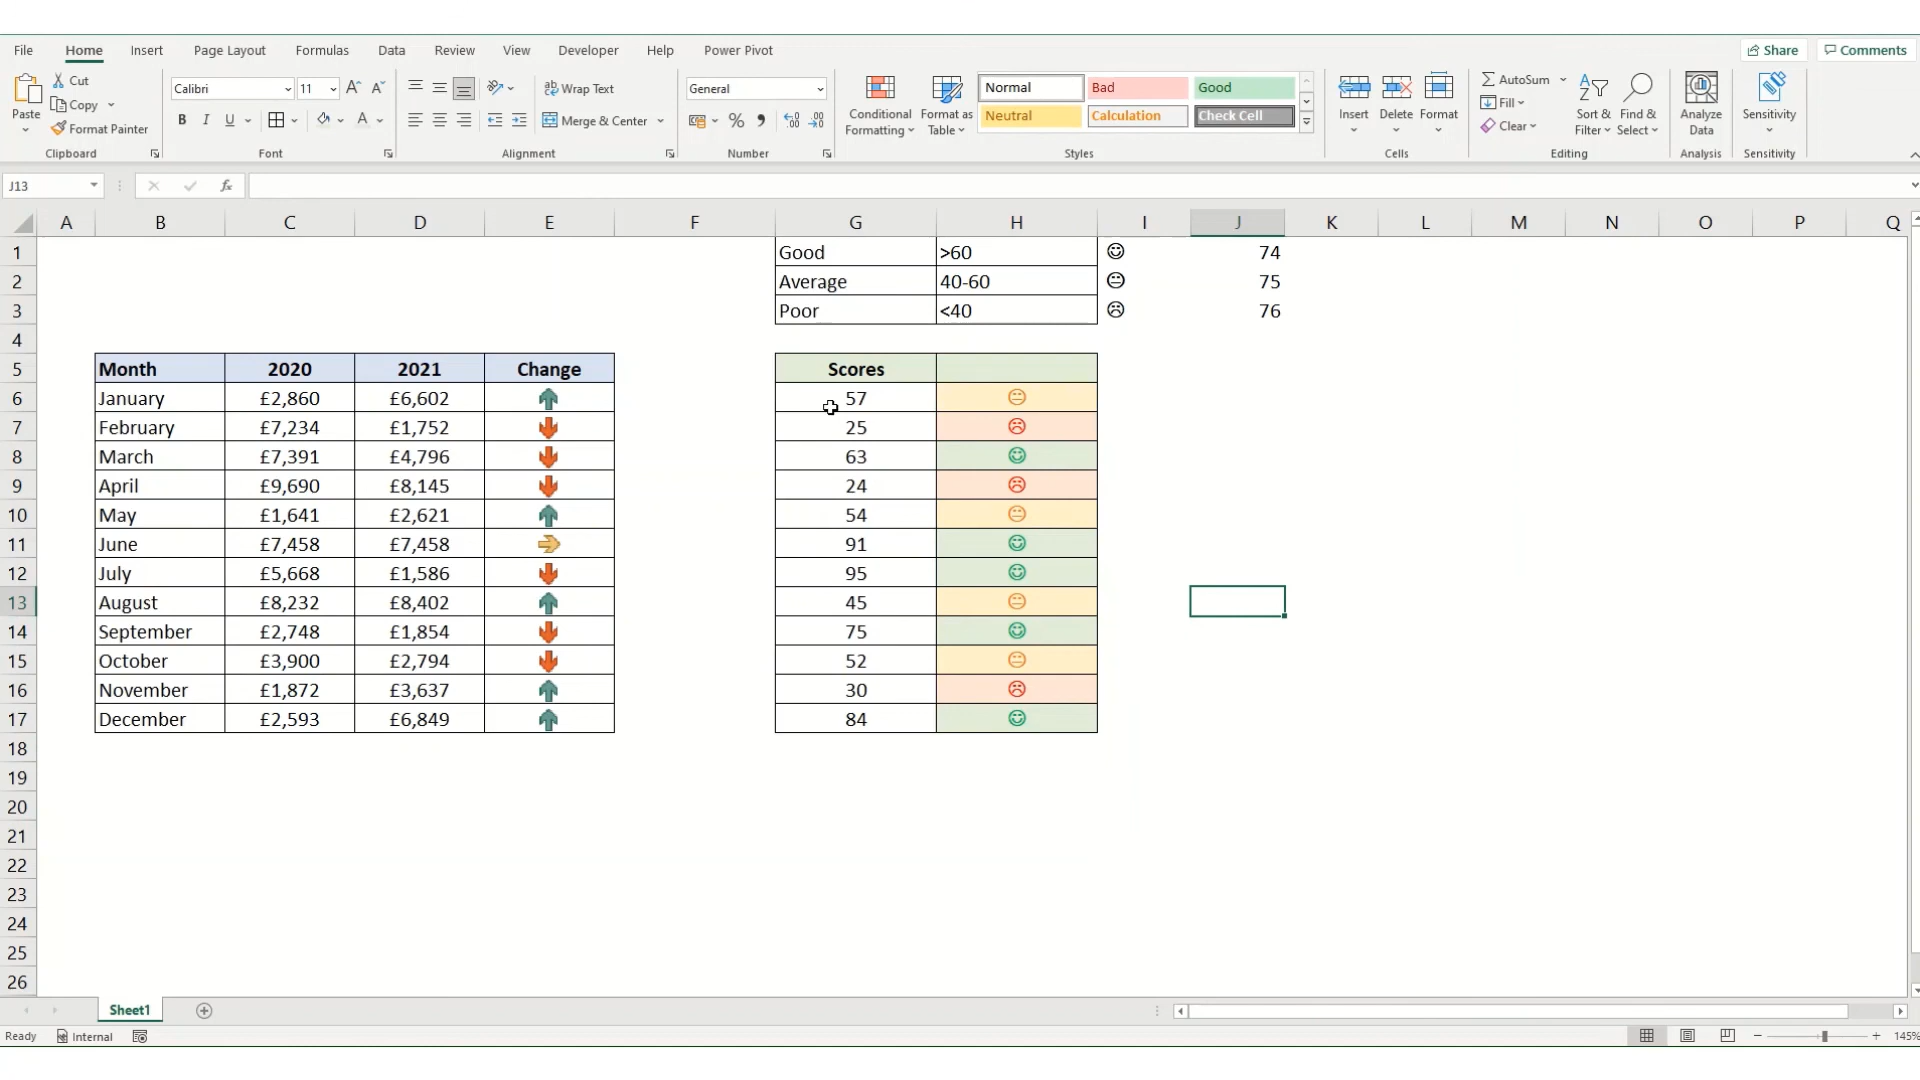 File Home Insert Page Layout Formulas Data Review View Developer Help Power Pivot Share Comments
Paste Cut Copy Format Painter Clipboard
Calibri 11 A A B I U A Font
ab Wrap Text Merge & Center Alignment
General % Number
Conditional Formatting Format as Table Normal Bad Good Neutral Calculation Check Cell Styles
Insert Delete Format Cells
AutoSum Fill Clear Sort & Filter Find & Select Editing
Analyze Data Analysis
Sensitivity Sensitivity
J13 fx
A B C D E F G H I J K L M N O P Q
1 Good >60 ☺ 74
2 Average 40-60 😐 75
3 Poor <40 ☹ 76
4
5 Month 2020 2021 Change Scores
6 January £2,860 £6,602 57
7 February £7,234 £1,752 25
8 March £7,391 £4,796 63
9 April £9,690 £8,145 24
10 May £1,641 £2,621 54
11 June £7,458 £7,458 91
12 July £5,668 £1,586 95
13 August £8,232 £8,402 45
14 September £2,748 £1,854 75
15 October £3,900 £2,794 52
16 November £1,872 £3,637 30
17 December £2,593 £6,849 84
18
19
20
21
22
23
24
25
26
Sheet1
Ready Internal 145%